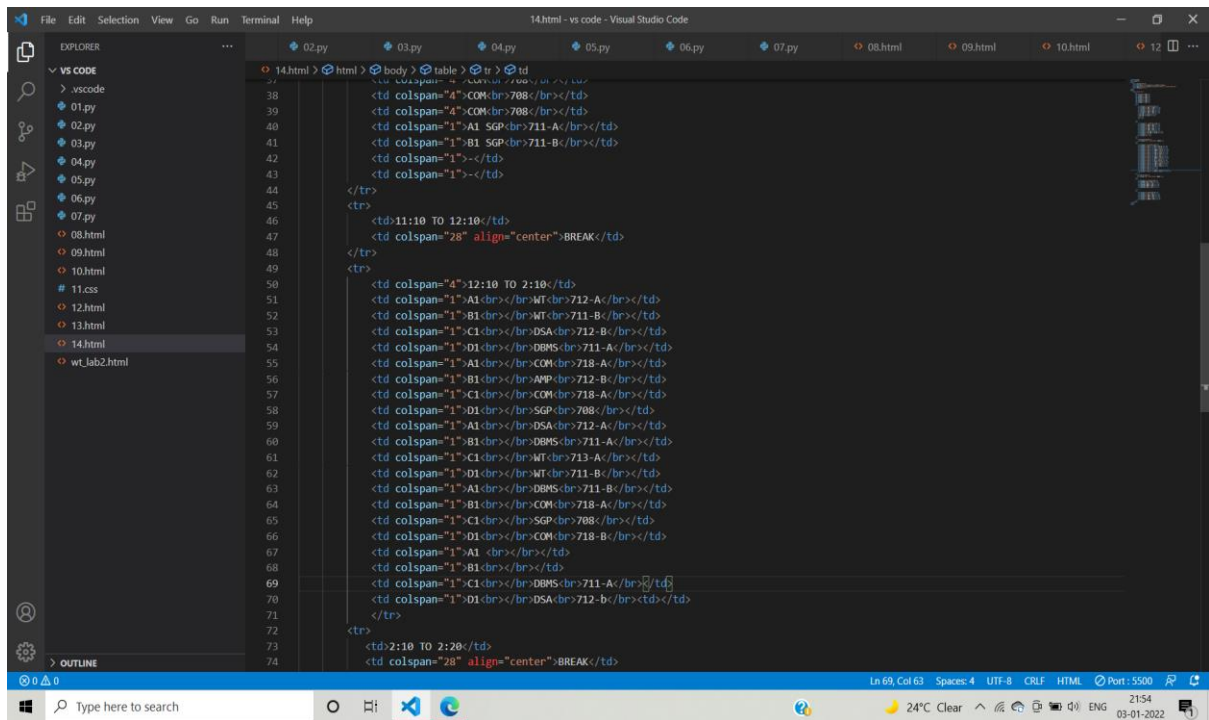 File Edit Selection View Go Run Terminal Help 14.html - vs code - Visual Studio Code
EXPLORER ··· 02.py 03.py 04.py 05.py 06.py 07.py 08.html 09.html 10.html 12
VS CODE
14.html > html > body > table > tr > td
.vscode
01.py
02.py
03.py
04.py
05.py
06.py
07.py
08.html
09.html
10.html
11.css
12.html
13.html
14.html
wt_lab2.html
OUTLINE
37 <td colspan="4">COM<br>708</br></td>
38 <td colspan="4">COM<br>708</br></td>
39 <td colspan="4">COM<br>708</br></td>
40 <td colspan="1">A1 SGP<br>711-A</br></td>
41 <td colspan="1">B1 SGP<br>711-B</br></td>
42 <td colspan="1">-</td>
43 <td colspan="1">-</td>
44 </tr>
45 <tr>
46 <td>11:10 TO 12:10</td>
47 <td colspan="28" align="center">BREAK</td>
48 </tr>
49 <tr>
50 <td colspan="4">12:10 TO 2:10</td>
51 <td colspan="1">A1<br></br>WT<br>712-A</br></td>
52 <td colspan="1">B1<br></br>WT<br>711-B</br></td>
53 <td colspan="1">C1<br></br>DSA<br>712-B</br></td>
54 <td colspan="1">D1<br></br>DBMS<br>711-A</br></td>
55 <td colspan="1">A1<br></br>COM<br>718-A</br></td>
56 <td colspan="1">B1<br></br>AMP<br>712-B</br></td>
57 <td colspan="1">C1<br></br>COM<br>718-A</br></td>
58 <td colspan="1">D1<br></br>SGP<br>708</br></td>
59 <td colspan="1">A1<br></br>DSA<br>712-A</br></td>
60 <td colspan="1">B1<br></br>DBMS<br>711-A</br></td>
61 <td colspan="1">C1<br></br>WT<br>713-A</br></td>
62 <td colspan="1">D1<br></br>WT<br>711-B</br></td>
63 <td colspan="1">A1<br></br>DBMS<br>711-B</br></td>
64 <td colspan="1">B1<br></br>COM<br>718-A</br></td>
65 <td colspan="1">C1<br></br>SGP<br>708</br></td>
66 <td colspan="1">D1<br></br>COM<br>718-B</br></td>
67 <td colspan="1">A1 <br></br></td>
68 <td colspan="1">B1<br></br></td>
69 <td colspan="1">C1<br></br>DBMS<br>711-A</br></td>
70 <td colspan="1">D1<br></br>DSA<br>712-b</br><td></td>
71 </tr>
72 <tr>
73 <td>2:10 TO 2:20</td>
74 <td colspan="28" align="center">BREAK</td>
0 0 Ln 69, Col 63 Spaces: 4 UTF-8 CRLF HTML Port : 5500
Type here to search 24°C Clear ENG 21:54
03-01-2022 1